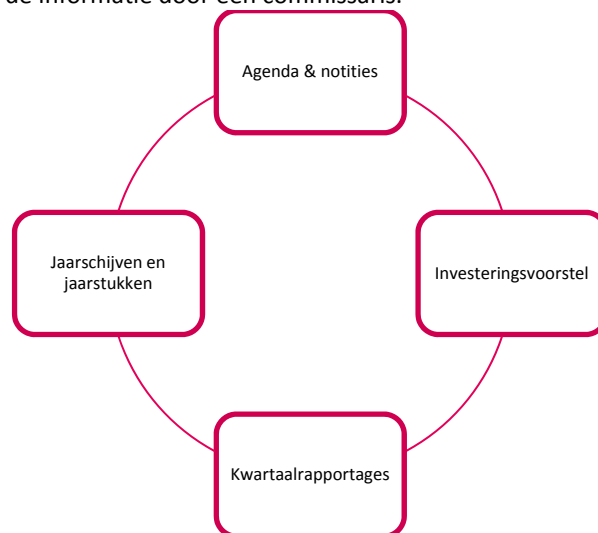 de informatie door een commissaris.
Agenda & notities
Jaarschijven en
jaarstukken
Investeringsvoorstel
Kwartaalrapportages